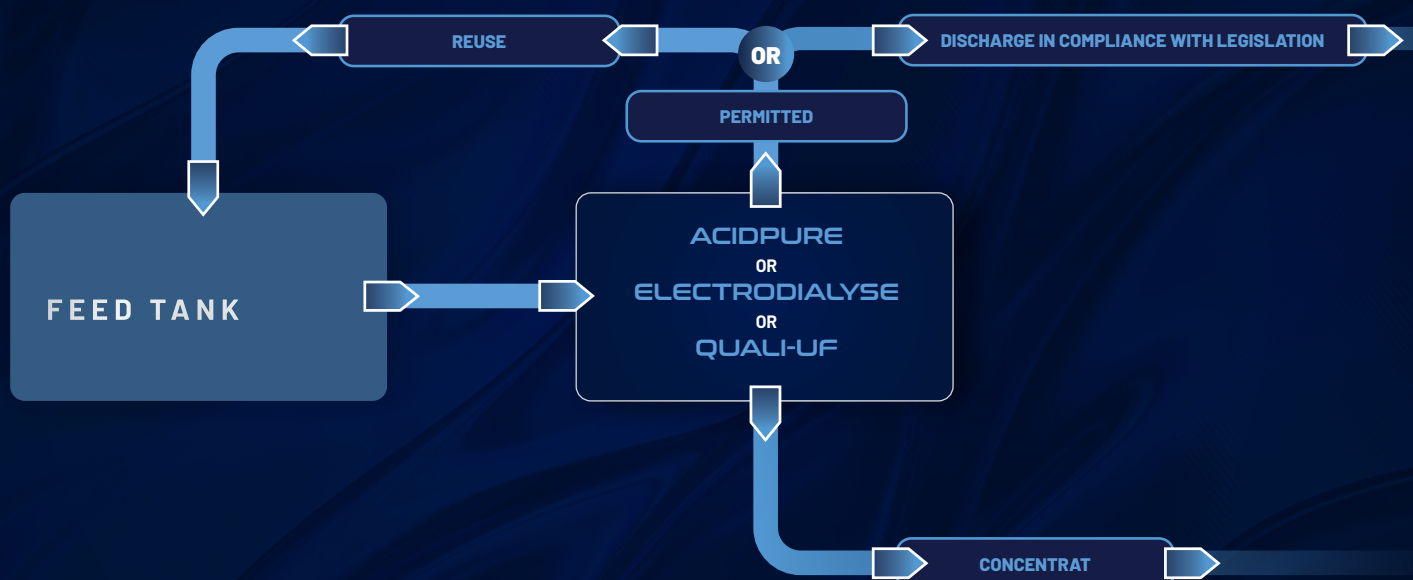 REUSE
OR
DISCHARGE IN COMPLIANCE WITH LEGISLATION
PERMITTED
FEED TANK
ACIDPURE
OR
ELECTRODIALYSE
OR
QUALI-UF
CONCENTRAT